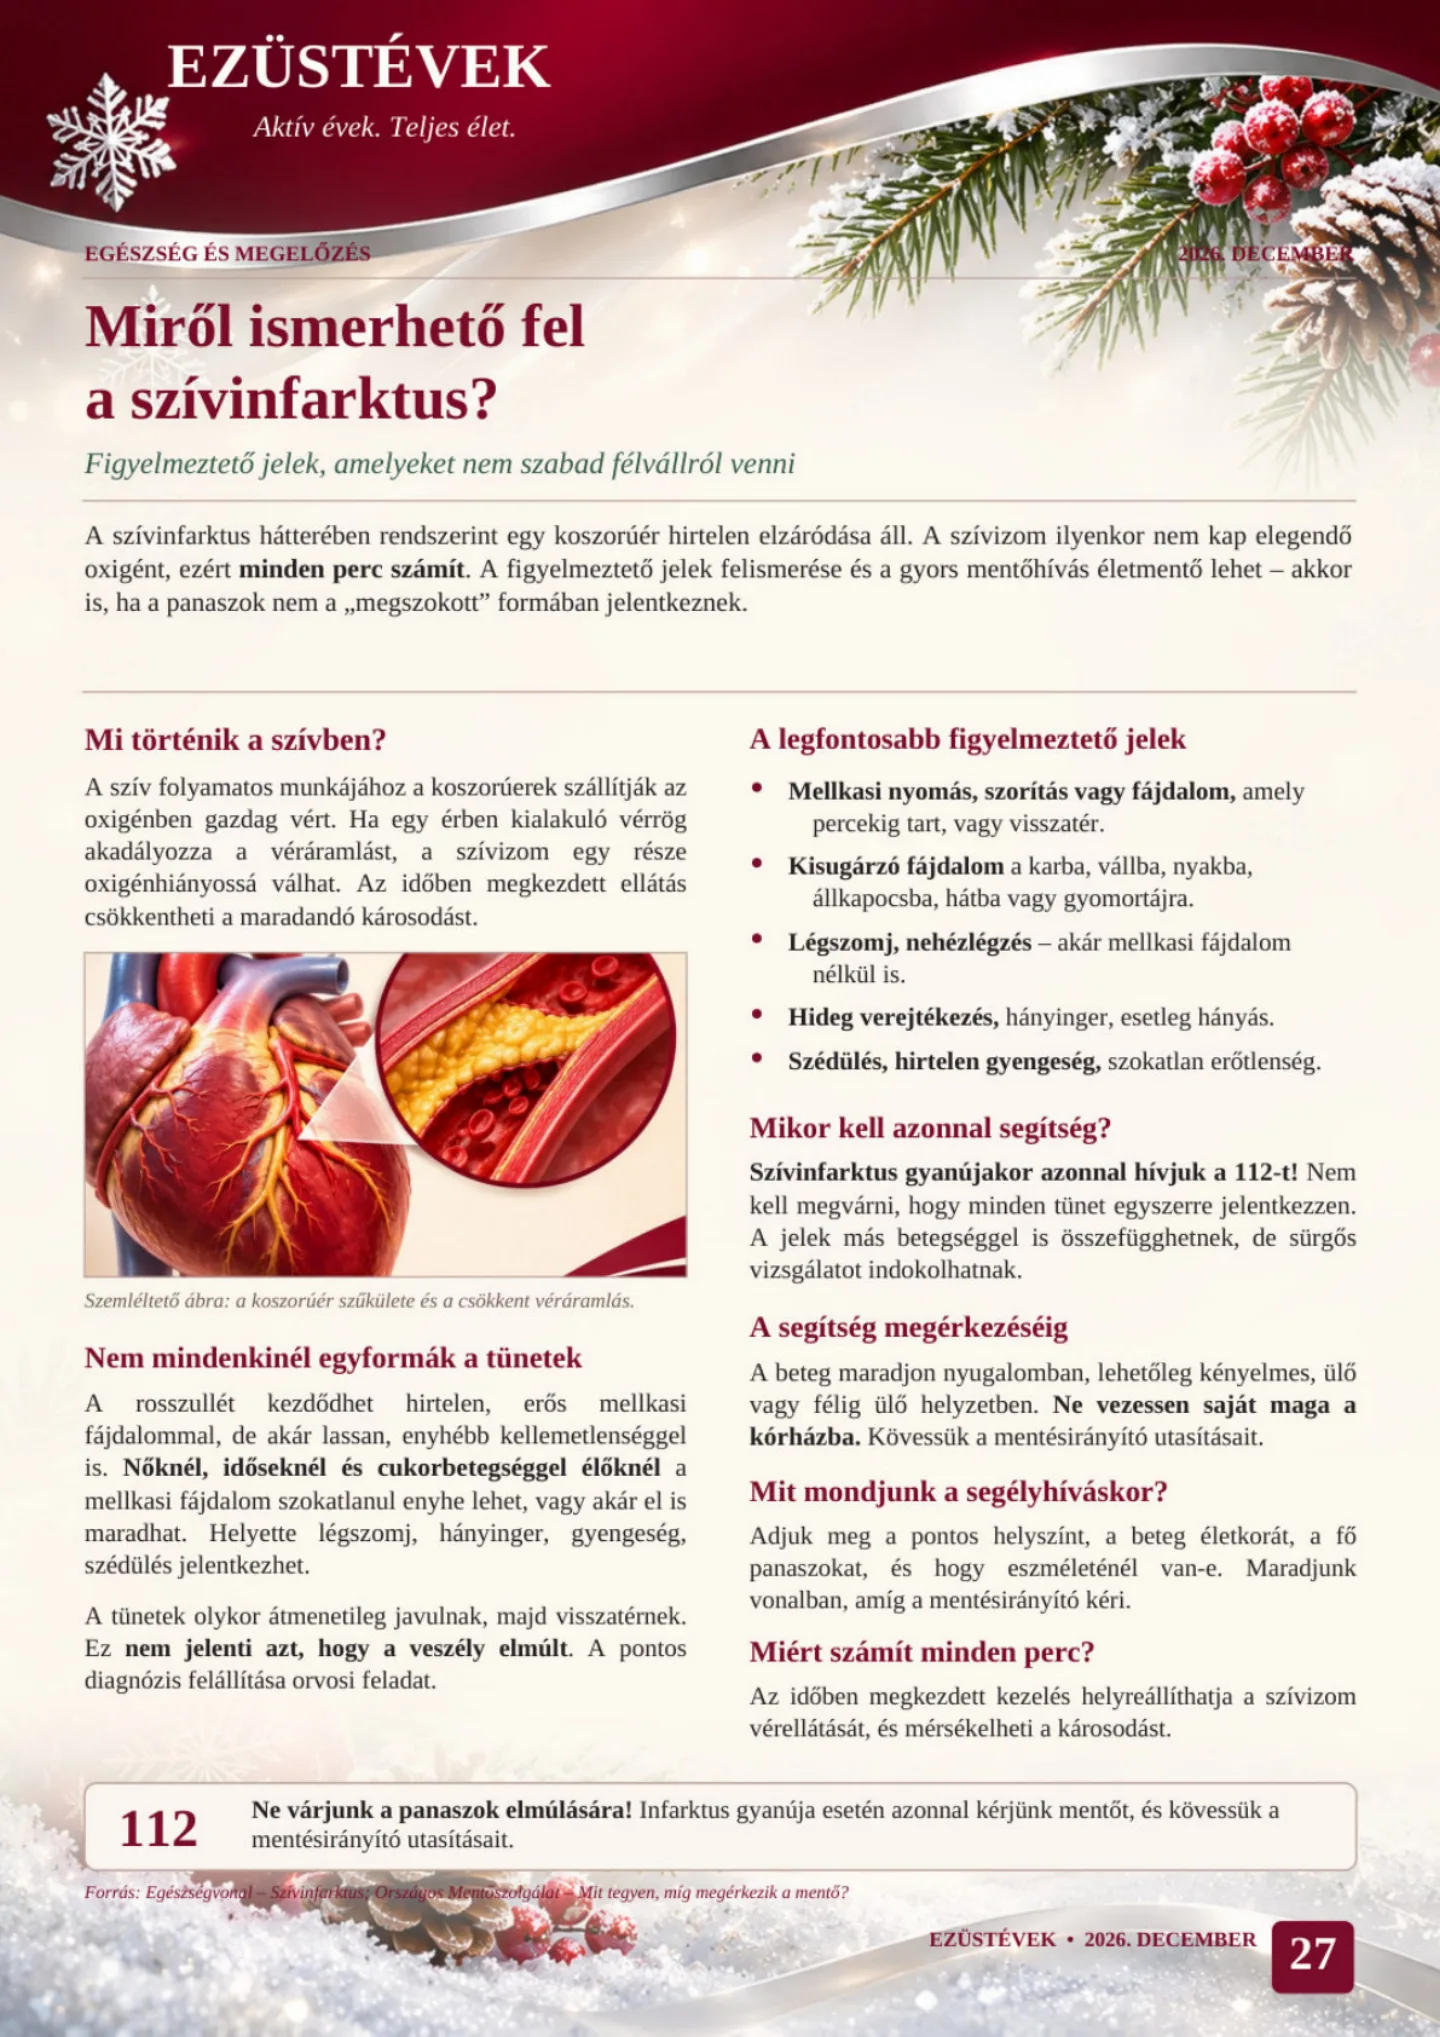 EZÜSTÉVEK
Aktív évek. Teljes élet.
EGÉSZSÉG ÉS MEGELŐZÉS
2026. DECEMBER
Miről ismerhető fel
a szívinfarktus?
Figyelmeztető jelek, amelyeket nem szabad félvállról venni
A szívinfarktus hátterében rendszerint egy koszorúér hirtelen elzáródása áll. A szívizom ilyenkor nem kap elegendő
oxigént, ezért minden perc számít. A figyelmeztető jelek felismerése és a gyors mentőhívás életmentő lehet – akkor
is, ha a panaszok nem a „megszokott” formában jelentkeznek.
Mi történik a szívben?
A szív folyamatos munkájához a koszorúerek szállítják az
oxigénben gazdag vért. Ha egy érben kialakuló vérrög
akadályozza a véráramlást, a szívizom egy része
oxigénhiányossá válhat. Az időben megkezdett ellátás
csökkentheti a maradandó károsodást.
Szemléltető ábra: a koszorúér szűkülete és a csökkent véráramlás.
Nem mindenkinél egyformák a tünetek
A rosszullét kezdődhet hirtelen, erős mellkasi
fájdalommal, de akár lassan, enyhébb kellemetlenséggel
is. Nőknél, időseknél és cukorbetegséggel élőknél a
mellkasi fájdalom szokatlanul enyhe lehet, vagy akár el is
maradhat. Helyette légszomj, hányinger, gyengeség,
szédülés jelentkezhet.
A tünetek olykor átmenetileg javulnak, majd visszatérnek.
Ez nem jelenti azt, hogy a veszély elmúlt. A pontos
diagnózis felállítása orvosi feladat.
A legfontosabb figyelmeztető jelek
• Mellkasi nyomás, szorítás vagy fájdalom, amely
percekig tart, vagy visszatér.
• Kisugárzó fájdalom a karba, vállba, nyakba,
állkapocsba, hátba vagy gyomortájra.
• Légszomj, nehézlégzés – akár mellkasi fájdalom
nélkül is.
• Hideg verejtékezés, hányinger, esetleg hányás.
• Szédülés, hirtelen gyengeség, szokatlan erőtlenség.
Mikor kell azonnal segítség?
Szívinfarktus gyanújakor azonnal hívjuk a 112-t! Nem
kell megvárni, hogy minden tünet egyszerre jelentkezzen.
A jelek más betegséggel is összefügghetnek, de sürgős
vizsgálatot indokolhatnak.
A segítség megérkezéséig
A beteg maradjon nyugalomban, lehetőleg kényelmes, ülő
vagy félig ülő helyzetben. Ne vezessen saját maga a
kórházba. Kövessük a mentésirányító utasításait.
Mit mondjunk a segélyhíváskor?
Adjuk meg a pontos helyszínt, a beteg életkorát, a fő
panaszokat, és hogy eszméleténél van-e. Maradjunk
vonalban, amíg a mentésirányító kéri.
Miért számít minden perc?
Az időben megkezdett kezelés helyreállíthatja a szívizom
vérellátását, és mérsékelheti a károsodást.
112
Ne várjunk a panaszok elmúlására! Infarktus gyanúja esetén azonnal kérjünk mentőt, és kövessük a
mentésirányító utasításait.
Forrás: Egészségvonal – Szívinfarktus; Országos Mentőszolgálat – Mit tegyen, míg megérkezik a mentő?
EZÜSTÉVEK • 2026. DECEMBER
27